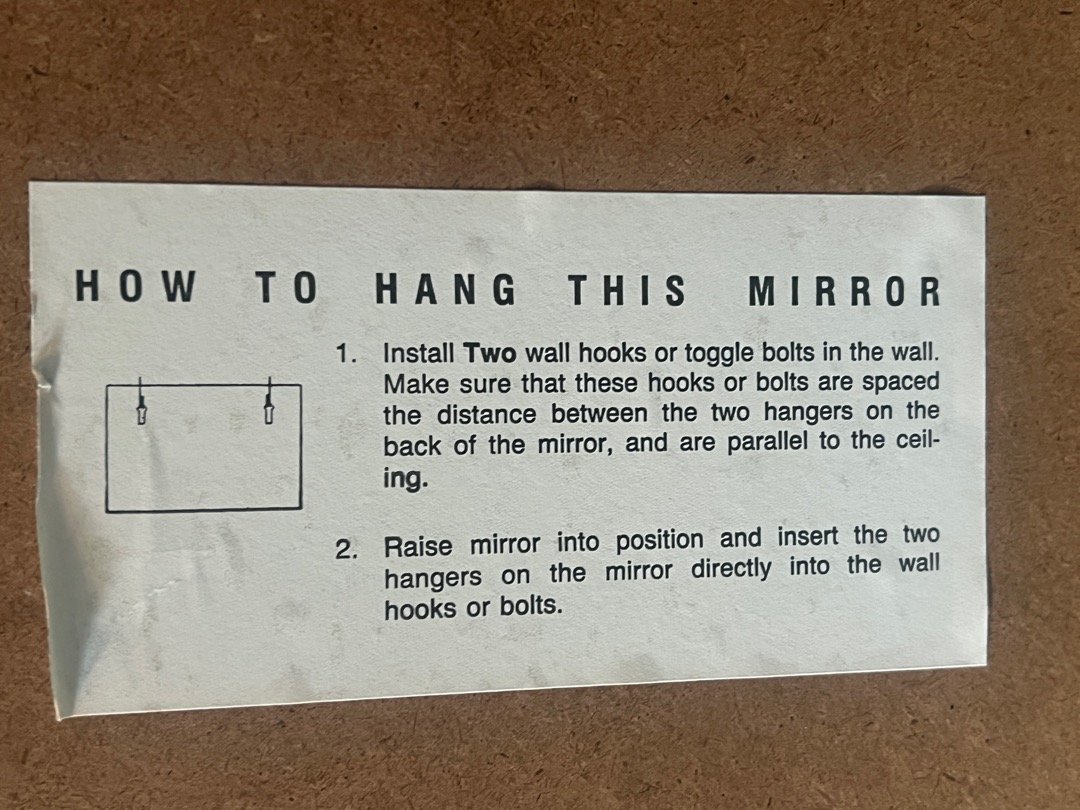 HOW TO HANG THIS MIRROR
1. Install Two wall hooks or toggle bolts in the wall.
Make sure that these hooks or bolts are spaced
the distance between the two hangers on the
back of the mirror, and are parallel to the ceil-
ing.
2. Raise mirror into position and insert the two
hangers on the mirror directly into the wall
hooks or bolts.